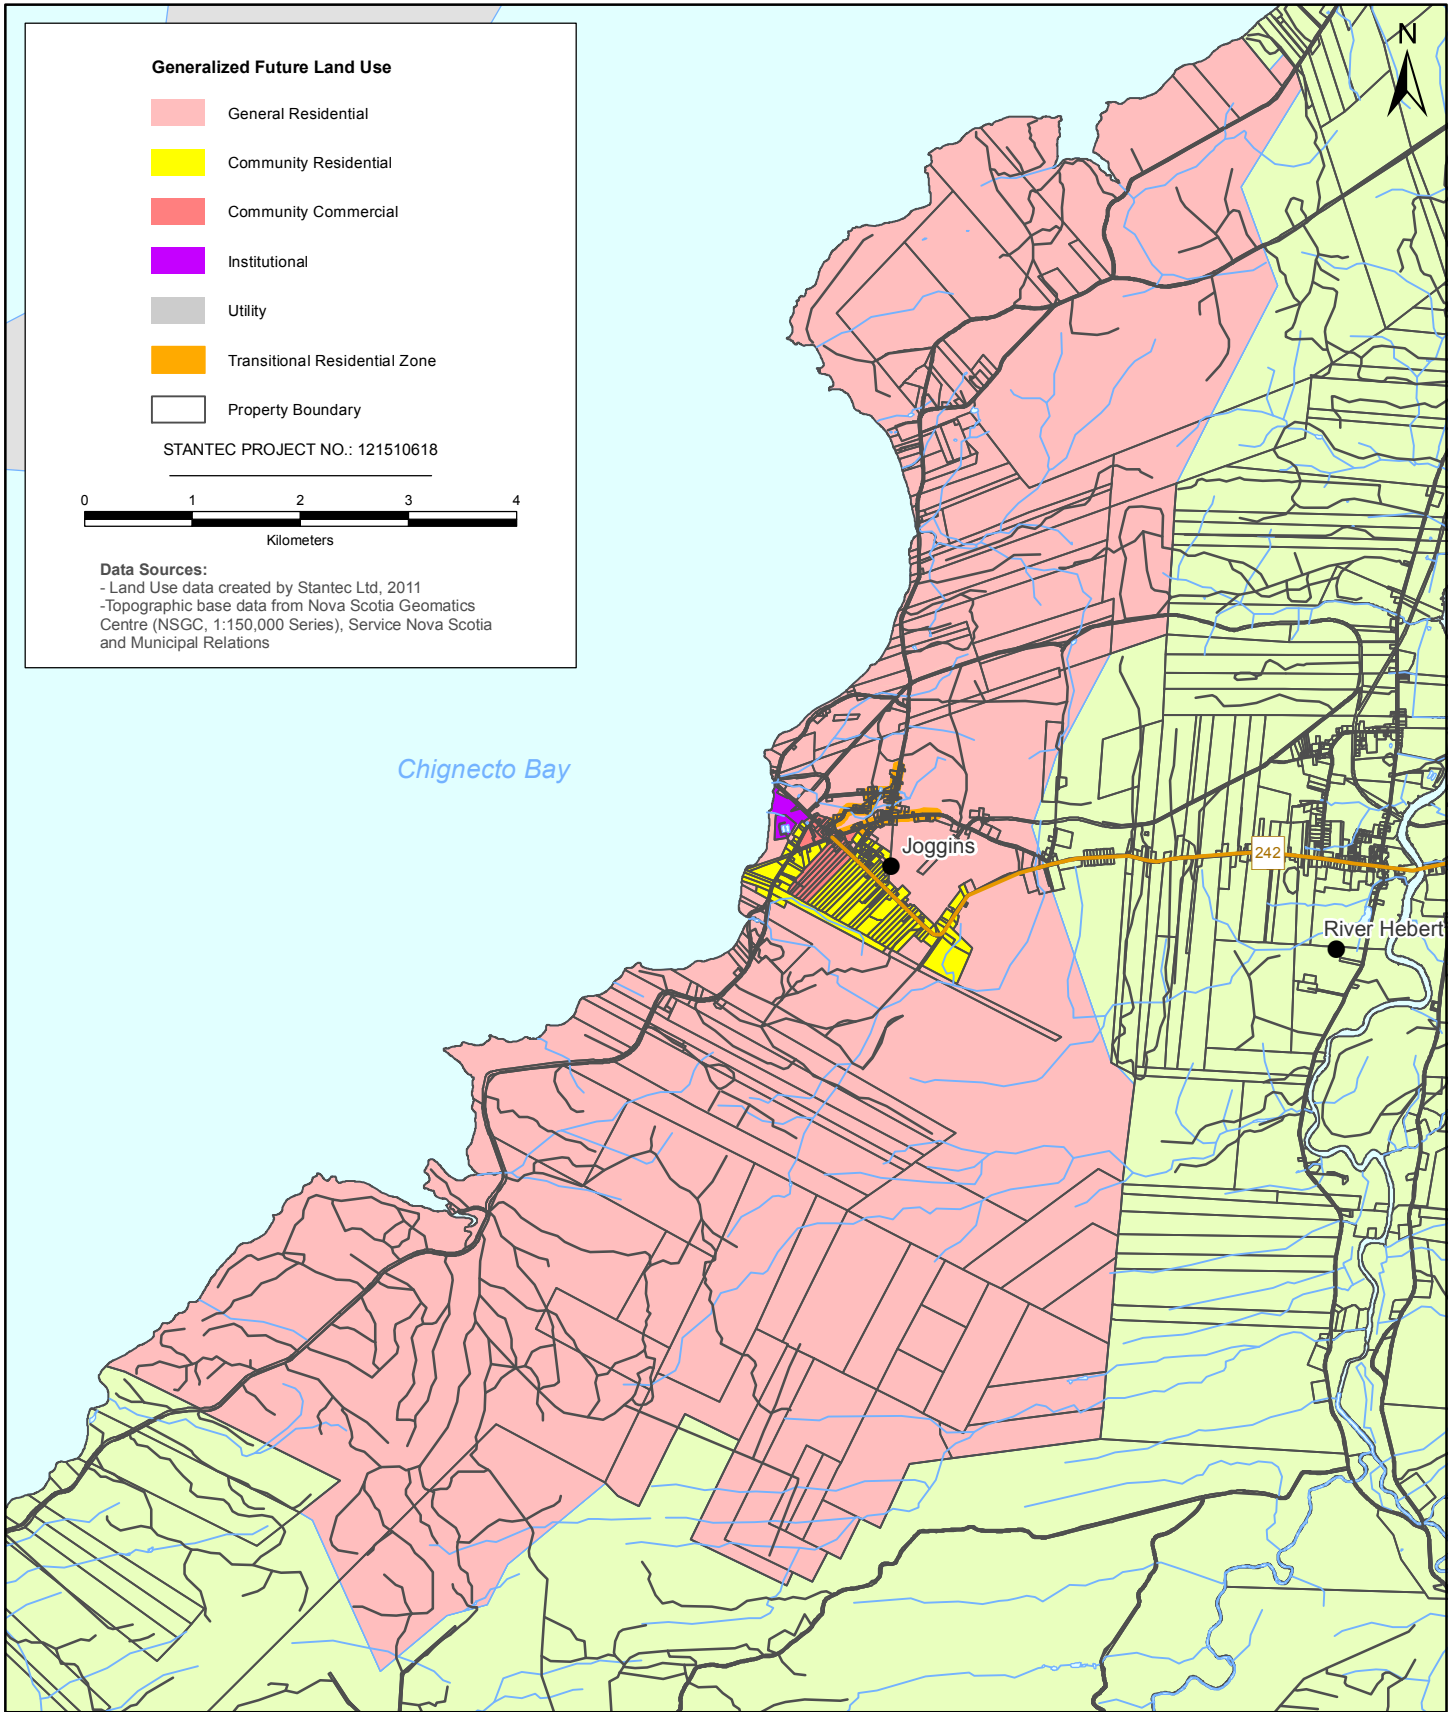 Generalized Future Land Use
General Residential
Community Residential
Community Commercial
Institutional
Utility
Transitional Residential Zone
Property Boundary
STANTEC PROJECT NO.: 121510618
0 1 2 3 4
Kilometers
Data Sources:
- Land Use data created by Stantec Ltd, 2011
-Topographic base data from Nova Scotia Geomatics
Centre (NSGC, 1:150,000 Series), Service Nova Scotia
and Municipal Relations
N
Chignecto Bay
Joggins
242
River Hebert